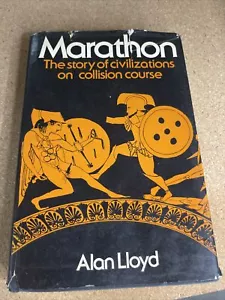 Marathon
The story of civilizations
on collision course
Alan Lloyd